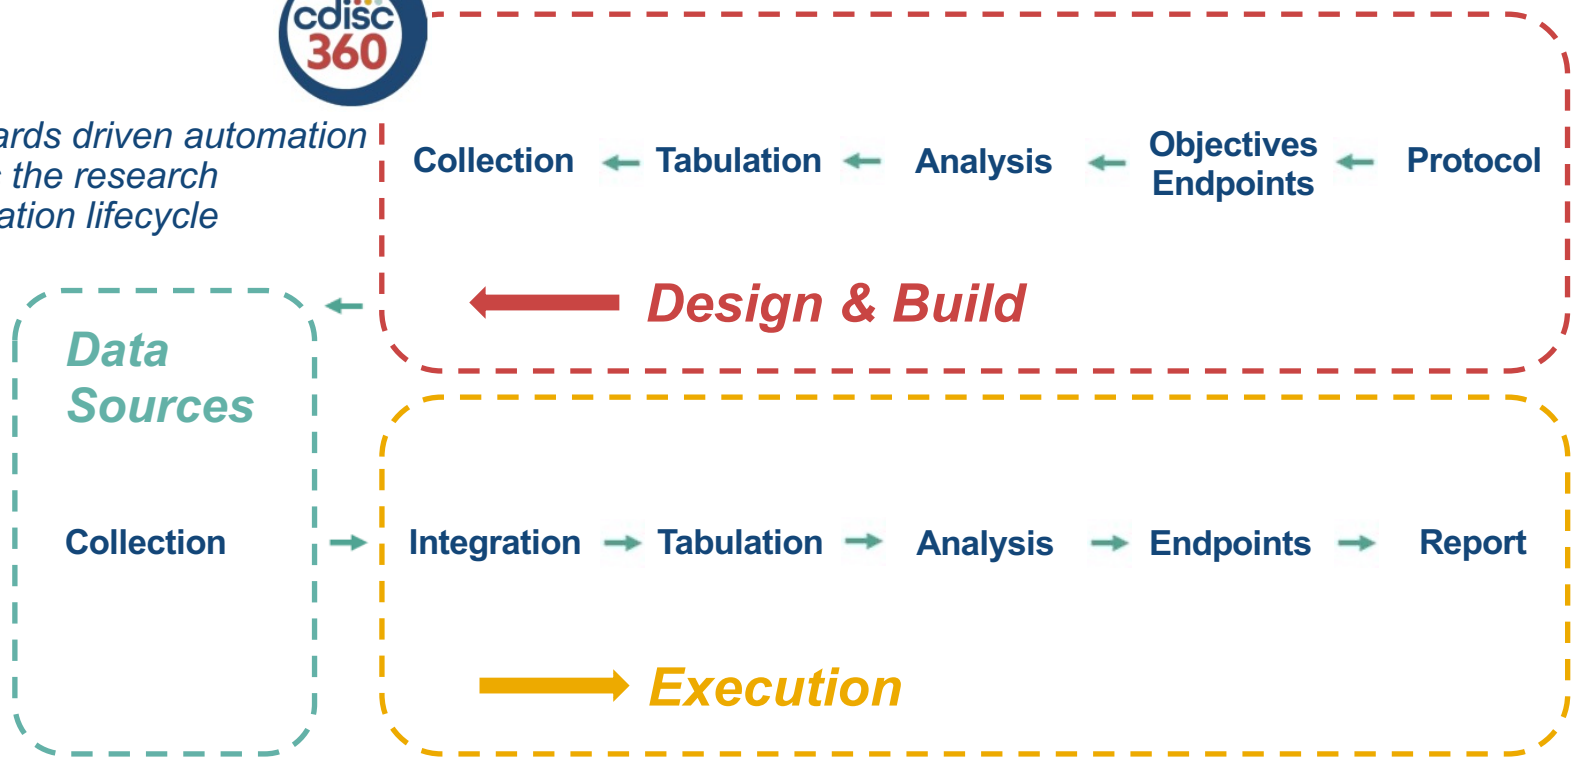 cdisc
360
ards driven automation
the research
ation lifecycle
Collection
Tabulation
Analysis
Objectives
Endpoints
Protocol
Design & Build
Data
Sources
Collection
Integration
Tabulation
Analysis
Endpoints
Report
Execution